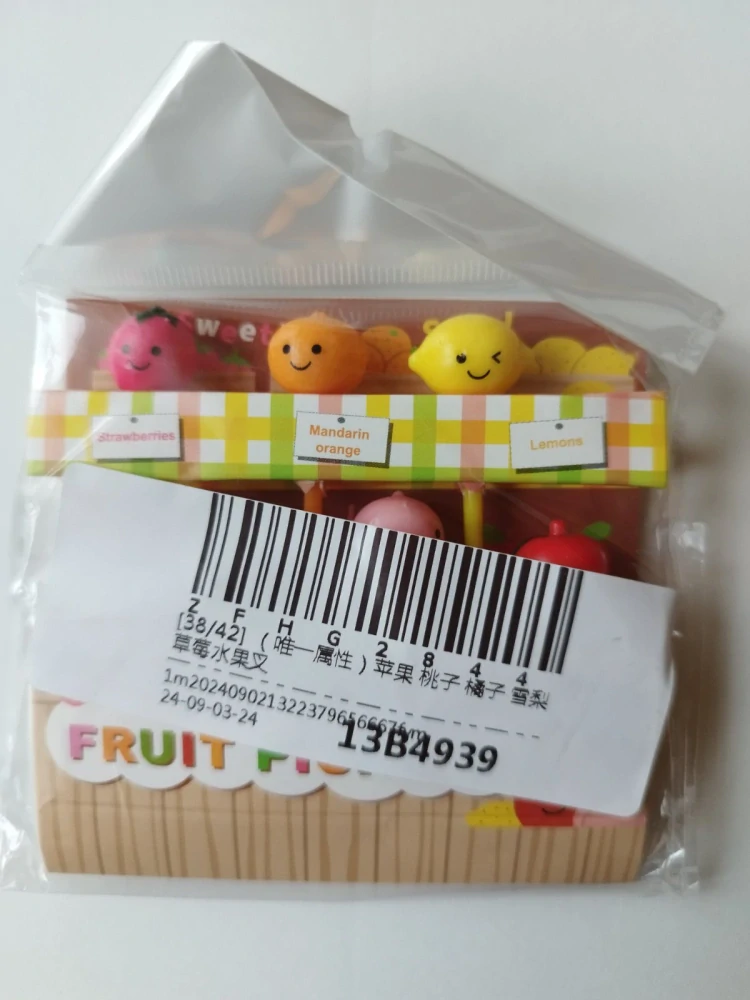 Sweet
Strawberries
Mandarin
orange
Lemons
ZFHG2844
[38/42] (唯一属性) 苹果 桃子 橘子 雪梨
草莓水果叉
24-09-03-24
13B4939
FRUIT